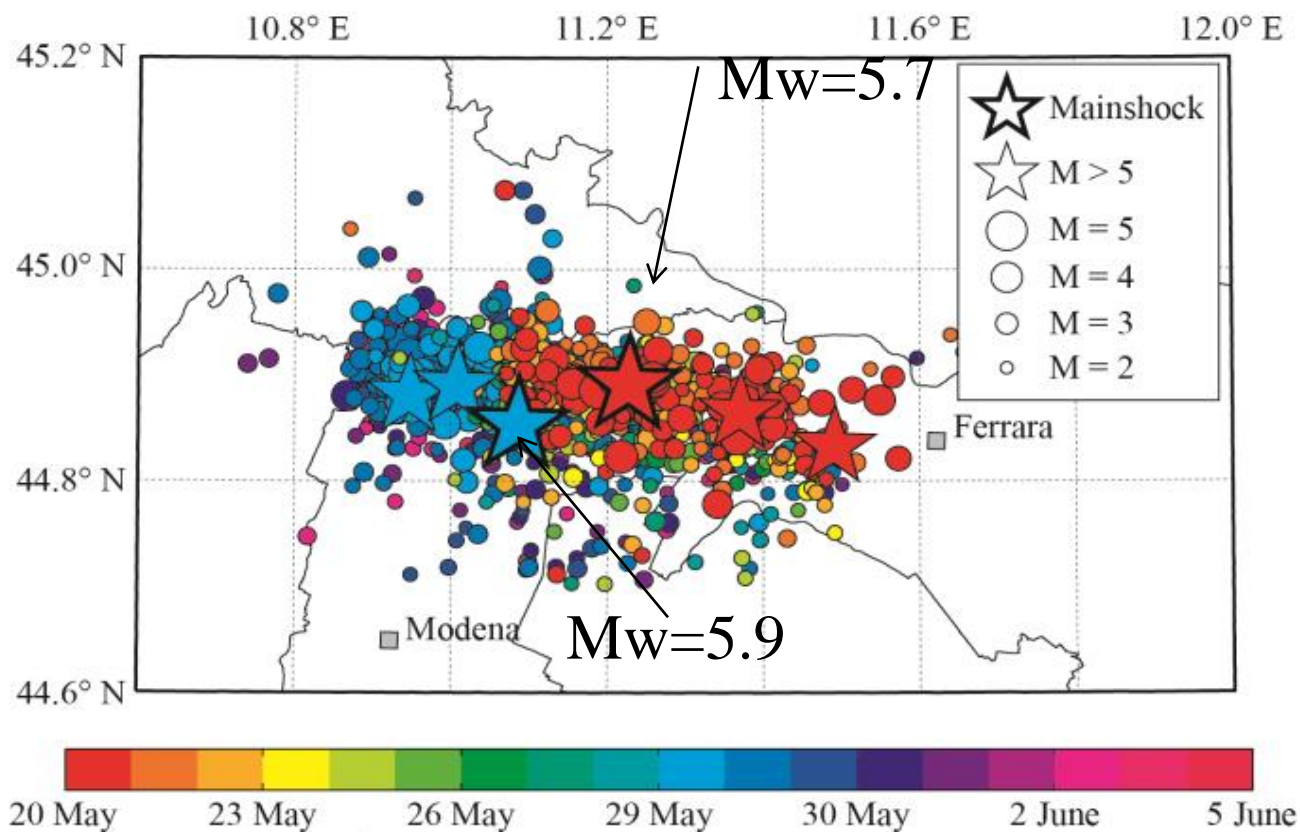 10.8° E 11.2° E 11.6° E 12.0° E
45.2° N
Mw=5.7
Mainshock
M > 5
M = 5
M = 4
M = 3
M = 2
45.0° N
Ferrara
44.8° N
Modena
Mw=5.9
44.6° N
20 May 23 May 26 May 29 May 30 May 2 June 5 June